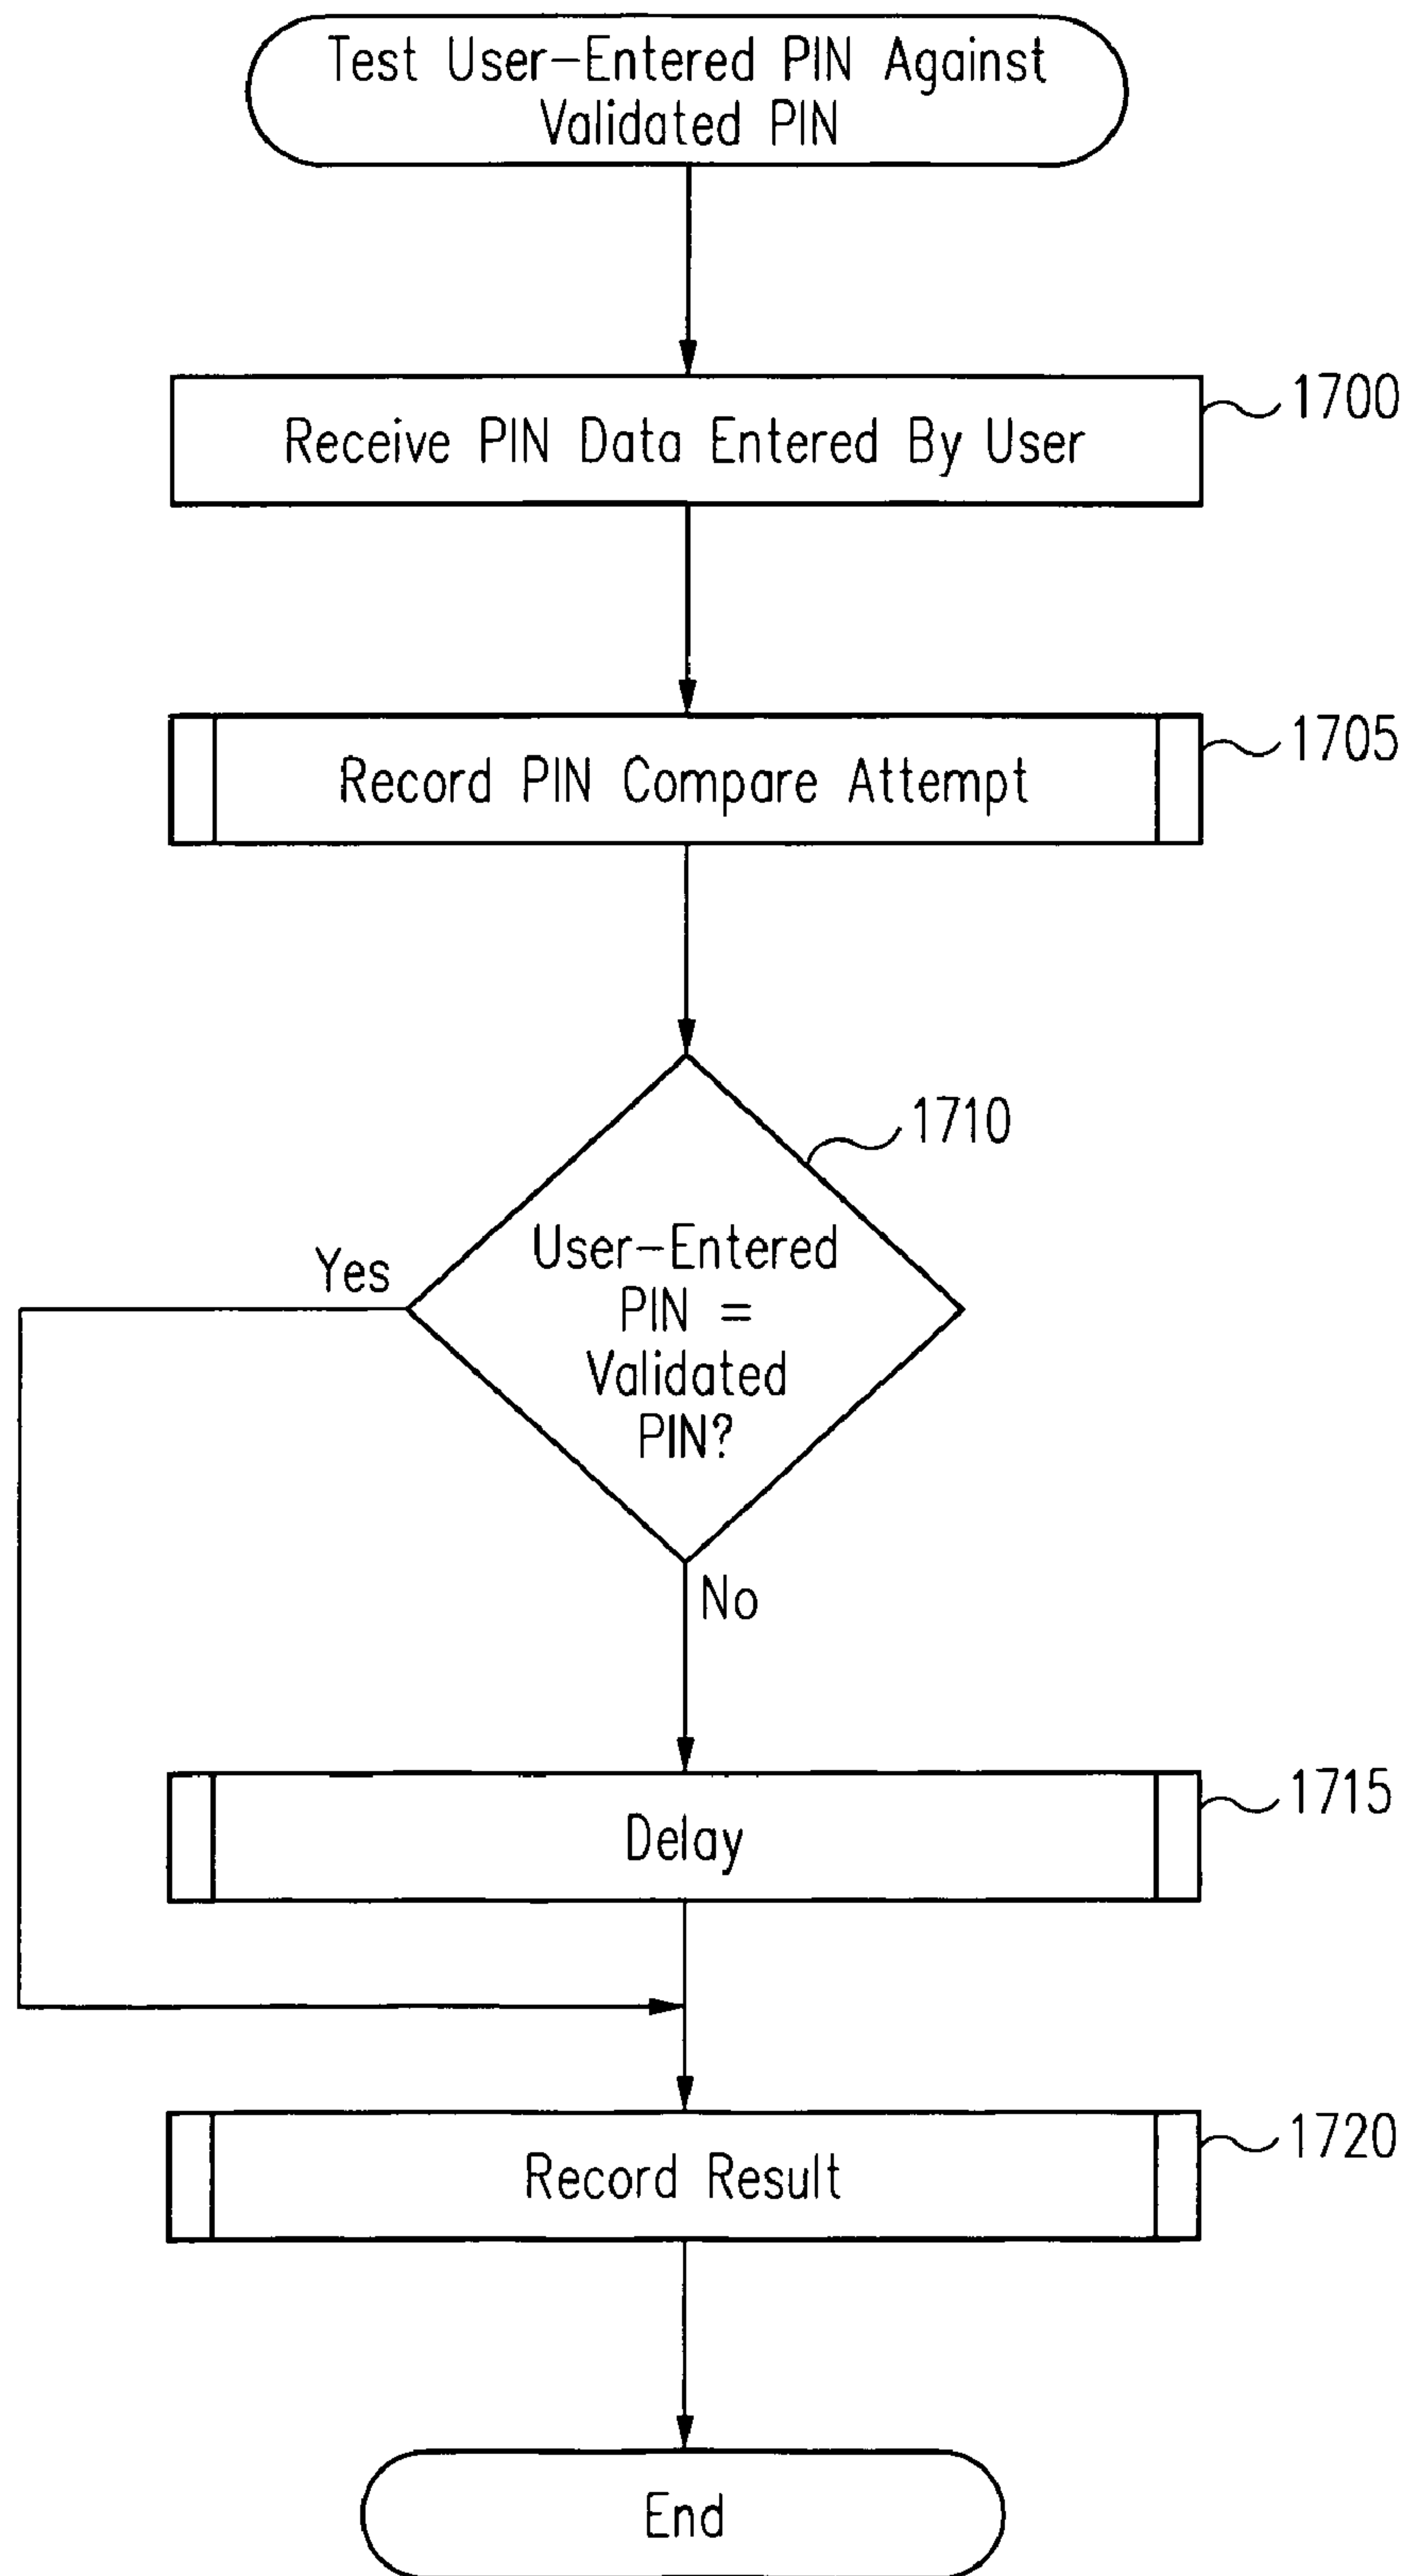 Test User-Entered PIN Against
Validated PIN
Receive PIN Data Entered By User
1700
Record PIN Compare Attempt
1705
1710
User-Entered
PIN =
Validated
PIN?
Yes
No
Delay
1715
Record Result
1720
End